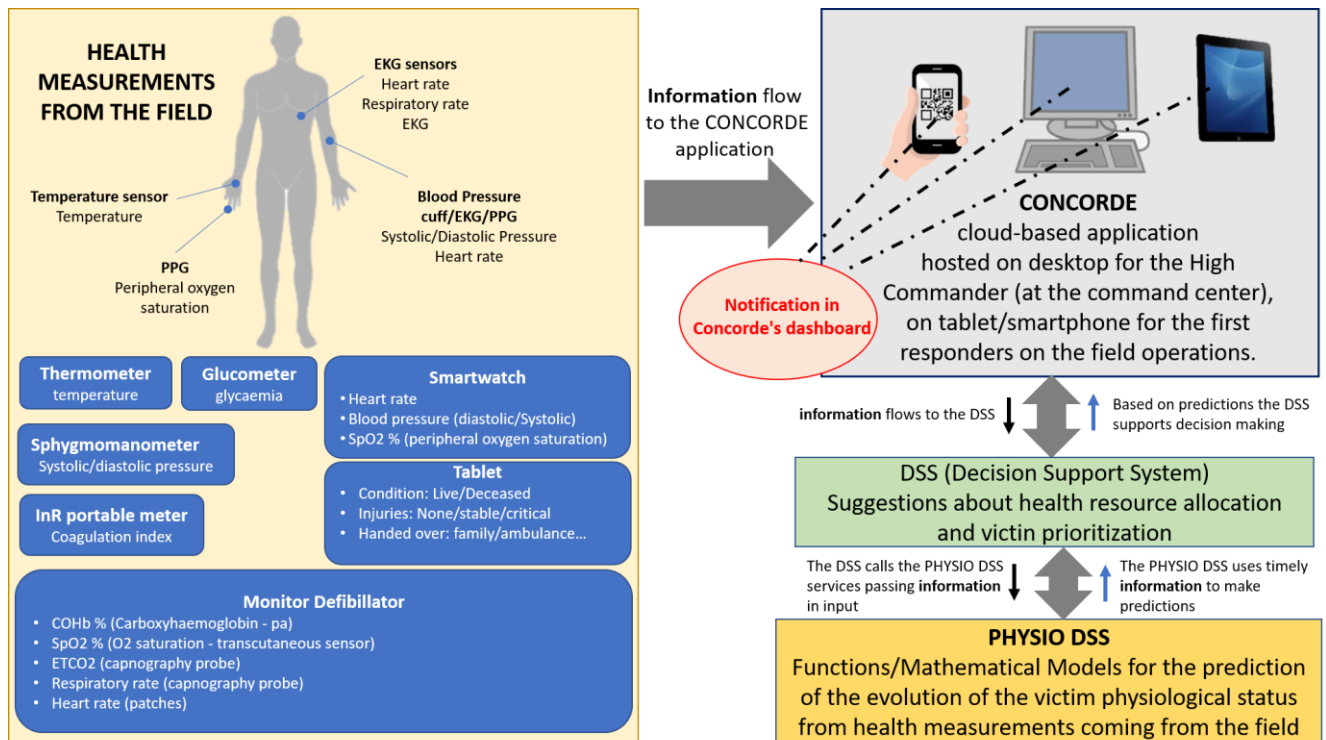 HEALTH
MEASUREMENTS
FROM THE FIELD
EKG sensors
Heart rate
Respiratory rate
EKG
Temperature sensor
Temperature
Blood Pressure
cuff/EKG/PPG
Systolic/Diastolic Pressure
Heart rate
PPG
Peripheral oxygen
saturation
Thermometer
temperature
Glucometer
glycaemia
Smartwatch
• Heart rate
• Blood pressure (diastolic/Systolic)
• SpO2 % (peripheral oxygen saturation)
Sphygmomanometer
Systolic/diastolic pressure
Tablet
• Condition: Live/Deceased
• Injuries: None/stable/critical
• Handed over: family/ambulance...
InR portable meter
Coagulation index
Monitor Defibillator
• COHb % (Carboxyhaemoglobin - pa)
• SpO2 % (O2 saturation - transcutaneous sensor)
• ETCO2 (capnography probe)
• Respiratory rate (capnography probe)
• Heart rate (patches)
Information flow
to the CONCORDE
application
Notification in
Concorde's dashboard
CONCORDE
cloud-based application
hosted on desktop for the High
Commander (at the command center),
on tablet/smartphone for the first
responders on the field operations.
information flows to the DSS
Based on predictions the DSS
supports decision making
DSS (Decision Support System)
Suggestions about health resource allocation
and victin prioritization
The DSS calls the PHYSIO DSS
services passing information
in input
The PHYSIO DSS uses timely
information to make
predictions
PHYSIO DSS
Functions/Mathematical Models for the prediction
of the evolution of the victim physiological status
from health measurements coming from the field